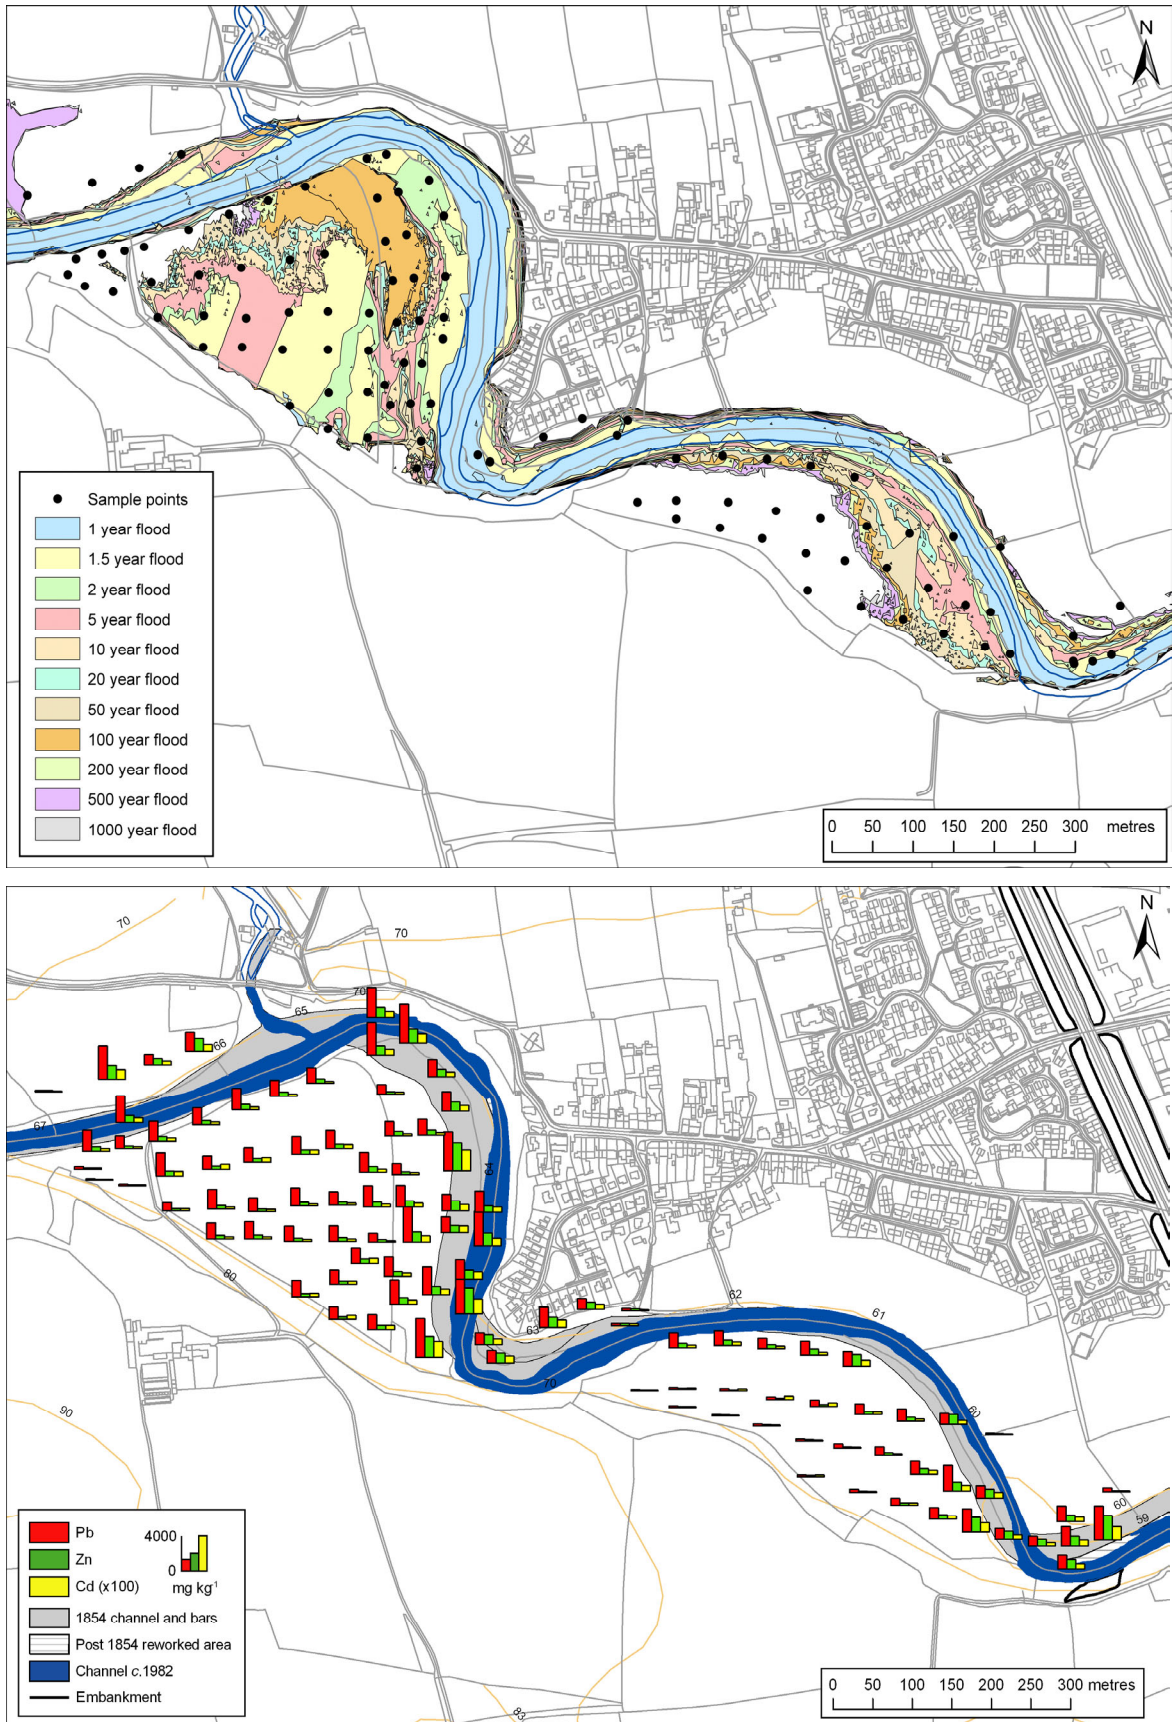 N
Sample points
1 year flood
1.5 year flood
2 year flood
5 year flood
10 year flood
20 year flood
50 year flood
100 year flood
200 year flood
500 year flood
1000 year flood
0 50 100 150 200 250 300 metres
70
70
N
70
65
66
67
64
80
62
61
63
70
60
90
60
59
83
Pb
Zn
Cd (x100)
4000
0
mg kg⁻¹
1854 channel and bars
Post 1854 reworked area
Channel c.1982
Embankment
0 50 100 150 200 250 300 metres